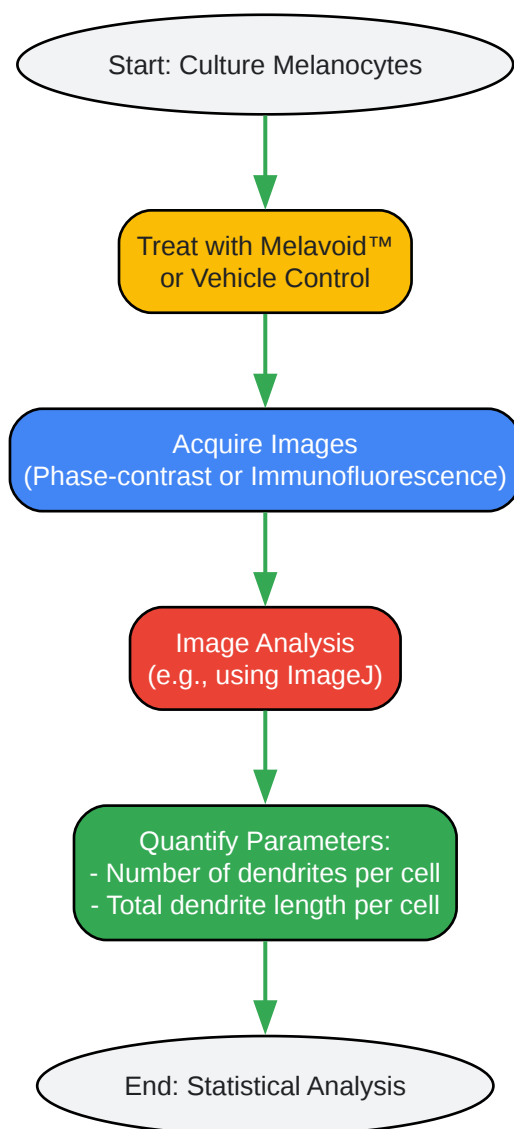 Start: Culture Melanocytes
Treat with Melavoid™
or Vehicle Control
Acquire Images
(Phase-contrast or Immunofluorescence)
Image Analysis
(e.g., using ImageJ)
Quantify Parameters:
- Number of dendrites per cell
- Total dendrite length per cell
End: Statistical Analysis